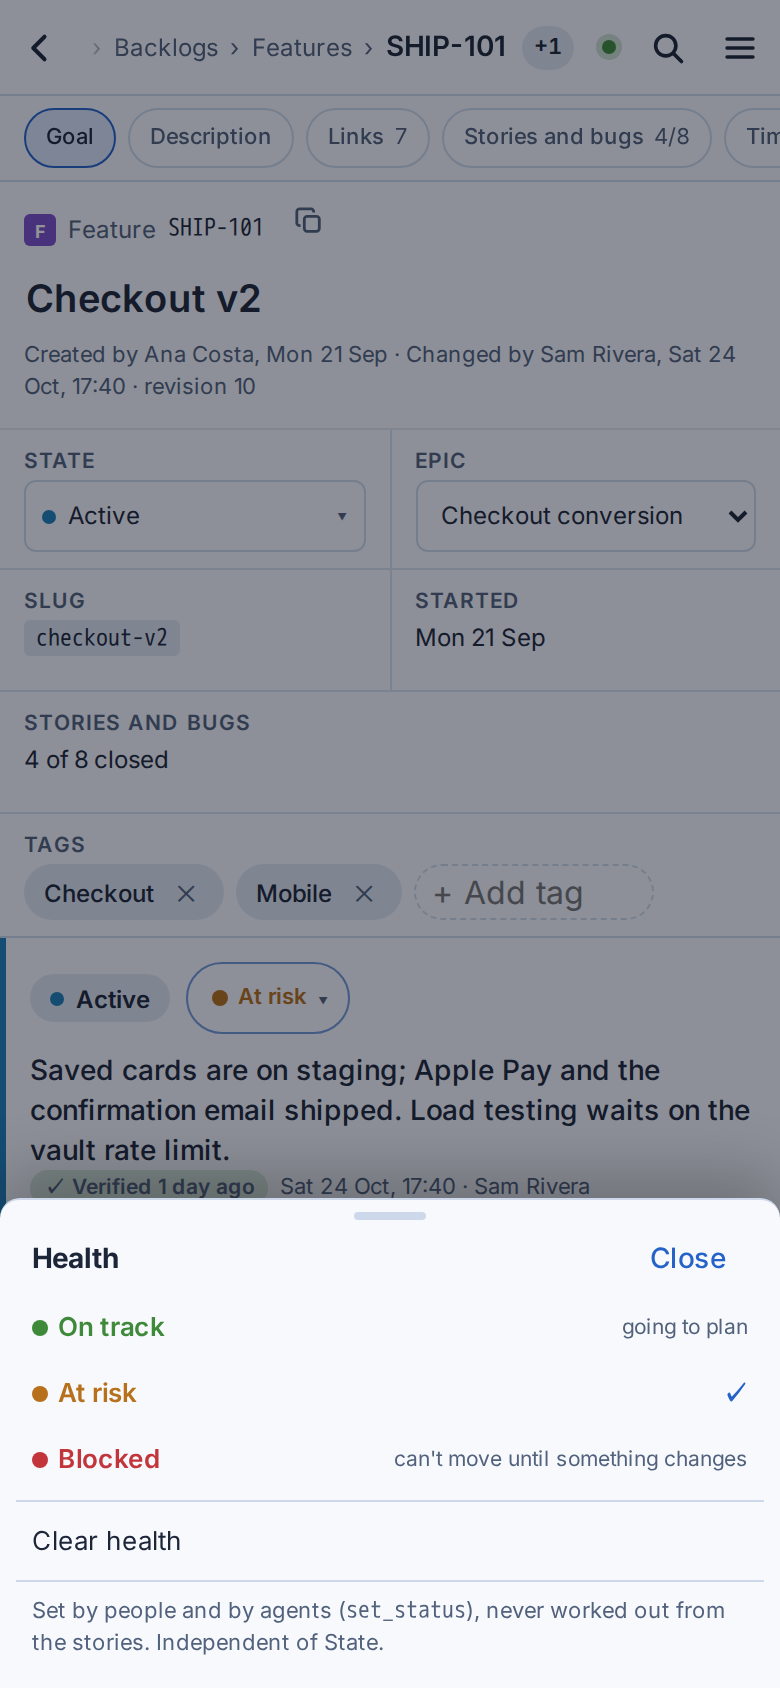 › Backlogs › Features › SHIP-101 +1
Goal Description Links 7 Stories and bugs 4/8 Tim
F Feature SHIP-101
Checkout v2
Created by Ana Costa, Mon 21 Sep · Changed by Sam Rivera, Sat 24
Oct, 17:40 · revision 10
STATE EPIC
Active ▾ Checkout conversion
SLUG STARTED
checkout-v2 Mon 21 Sep
STORIES AND BUGS
4 of 8 closed
TAGS
Checkout × Mobile × + Add tag
Active At risk ▾
Saved cards are on staging; Apple Pay and the
confirmation email shipped. Load testing waits on the
vault rate limit.
✓ Verified 1 day ago Sat 24 Oct, 17:40 · Sam Rivera
Health Close
On track going to plan
At risk ✓
Blocked can't move until something changes
Clear health
Set by people and by agents (set_status), never worked out from
the stories. Independent of State.